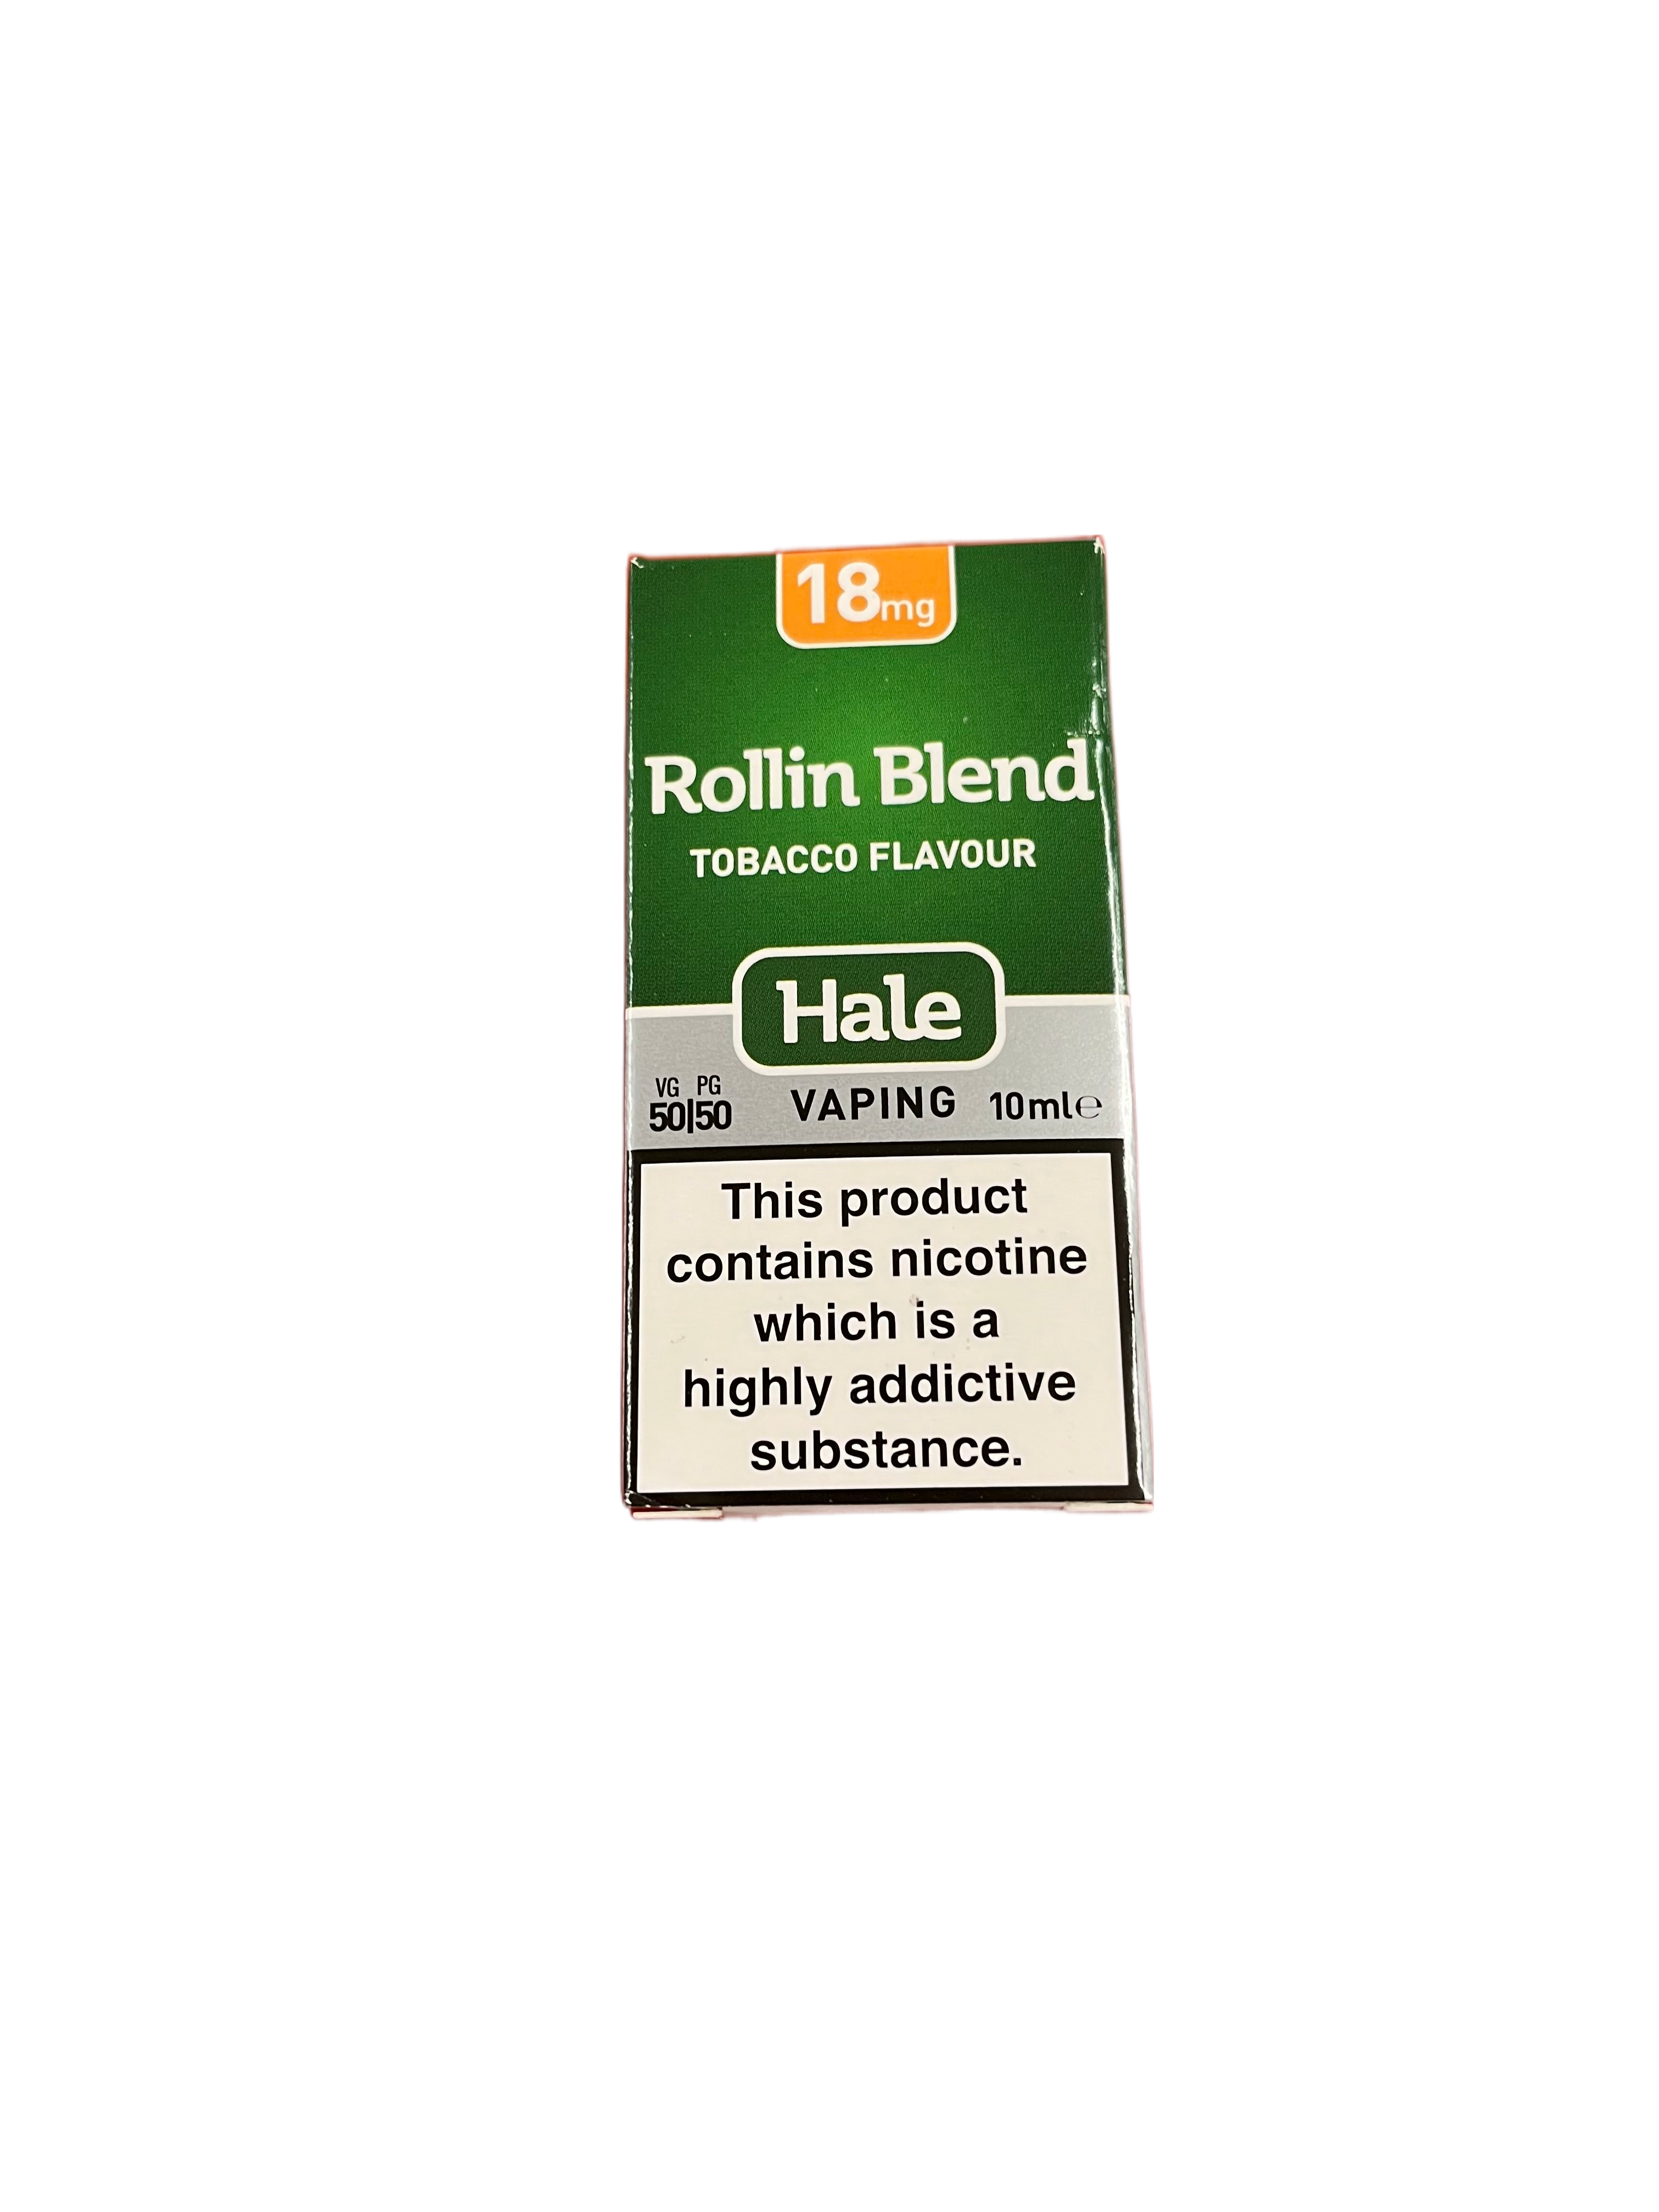 18mg
Rollin Blend
TOBACCO FLAVOUR
Hale
VG PG
50|50
VAPING
10ml℮
This product
contains nicotine
which is a
highly addictive
substance.